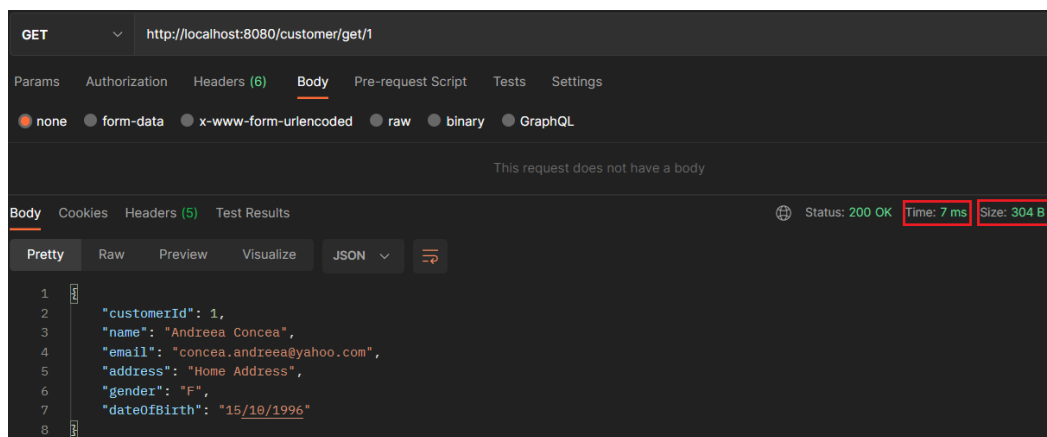 GET http://localhost:8080/customer/get/1
Params Authorization Headers (6) Body Pre-request Script Tests Settings
none form-data x-www-form-urlencoded raw binary GraphQL
This request does not have a body
Body Cookies Headers (5) Test Results Status: 200 OK Time: 7 ms Size: 304 B
Pretty Raw Preview Visualize JSON
1 {
2 "customerId": 1,
3 "name": "Andreea Concea",
4 "email": "concea.andreea@yahoo.com",
5 "address": "Home Address",
6 "gender": "F",
7 "dateOfBirth": "15/10/1996"
8 }